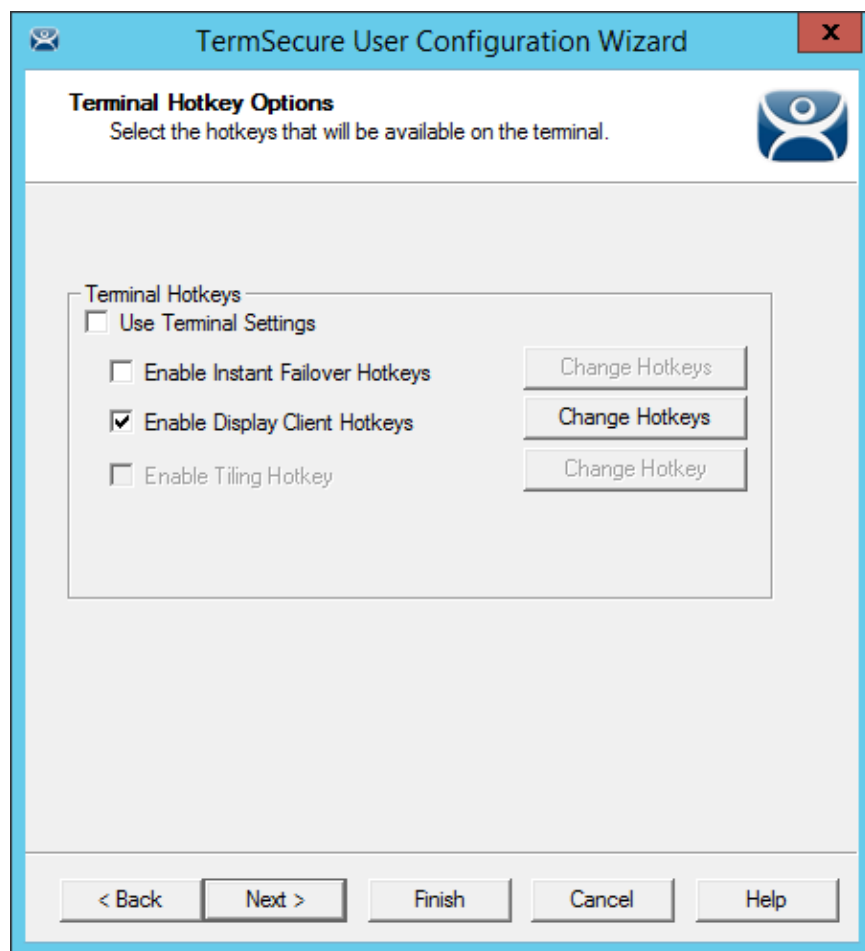 TermSecure User Configuration Wizard
x
Terminal Hotkey Options
Select the hotkeys that will be available on the terminal.
Terminal Hotkeys
Use Terminal Settings
Enable Instant Failover Hotkeys
Change Hotkeys
Enable Display Client Hotkeys
Change Hotkeys
Enable Tiling Hotkey
Change Hotkey
< Back
Next >
Finish
Cancel
Help